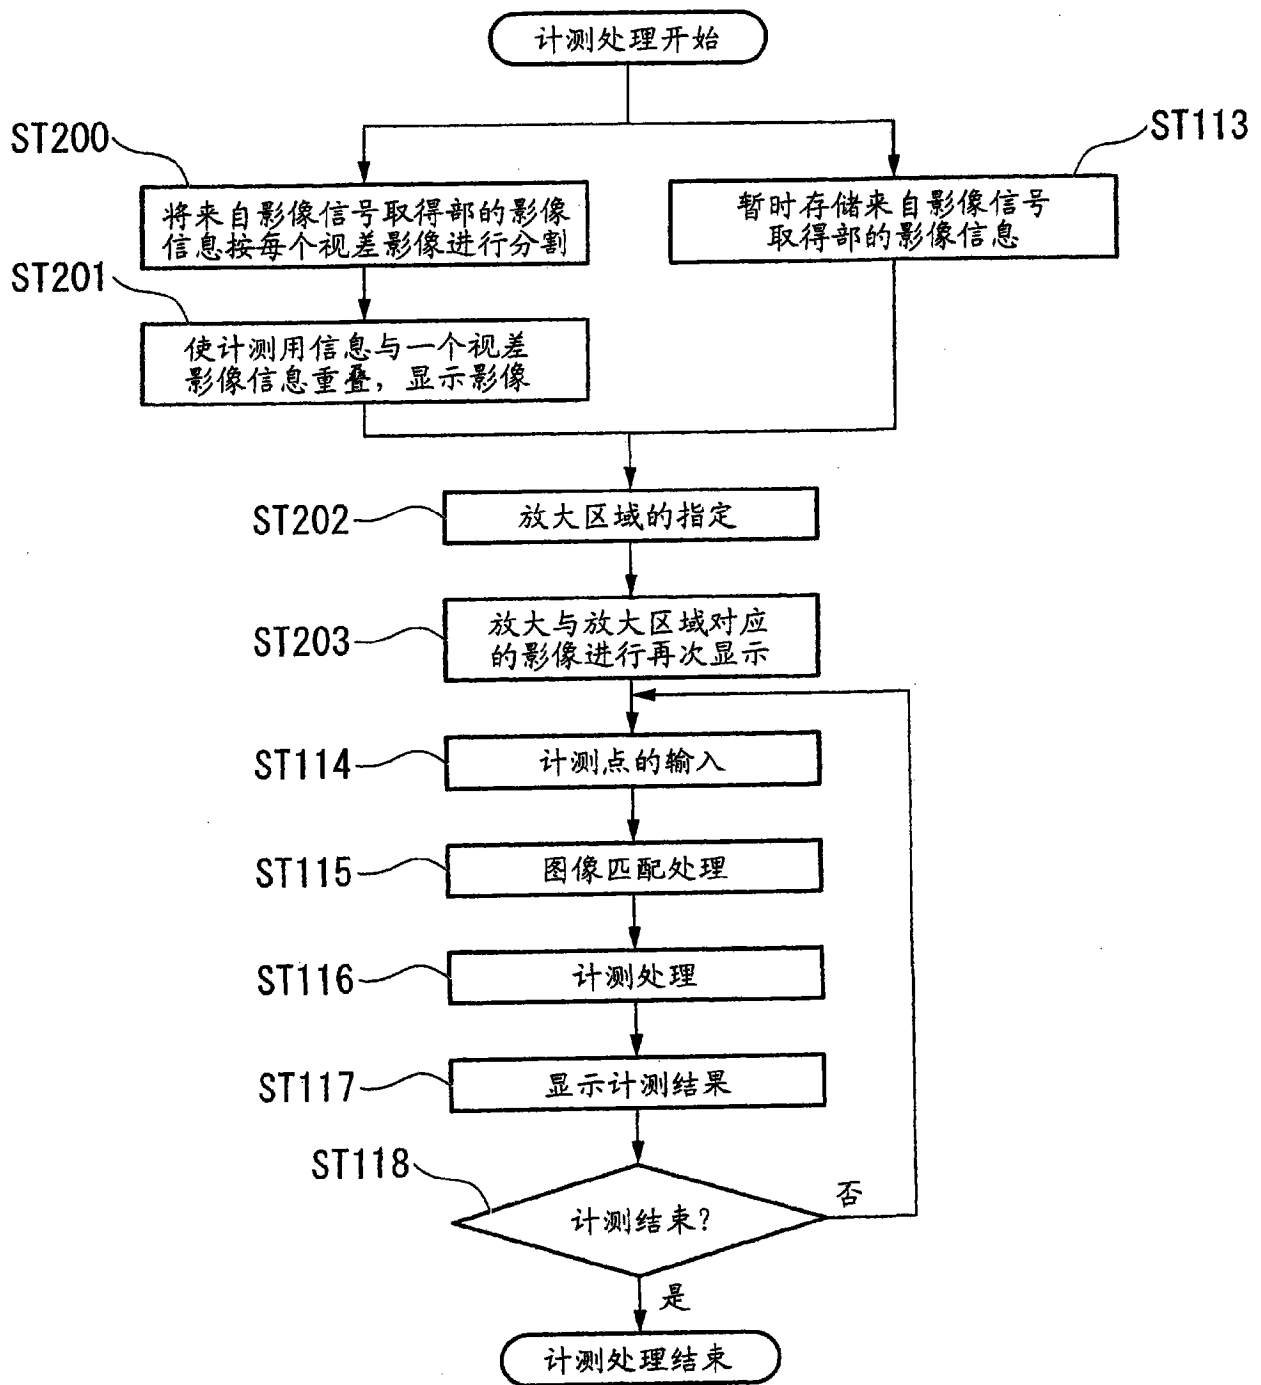 计测处理开始
ST200
ST113
将来自影像信号取得部的影像
信息按每个视差影像进行分割
暂时存储来自影像信号
取得部的影像信息
ST201
使计测用信息与一个视差
影像信息重叠，显示影像
ST202
放大区域的指定
ST203
放大与放大区域对应
的影像进行再次显示
ST114
计测点的输入
ST115
图像匹配处理
ST116
计测处理
ST117
显示计测结果
ST118
计测结束?
否
是
计测处理结束